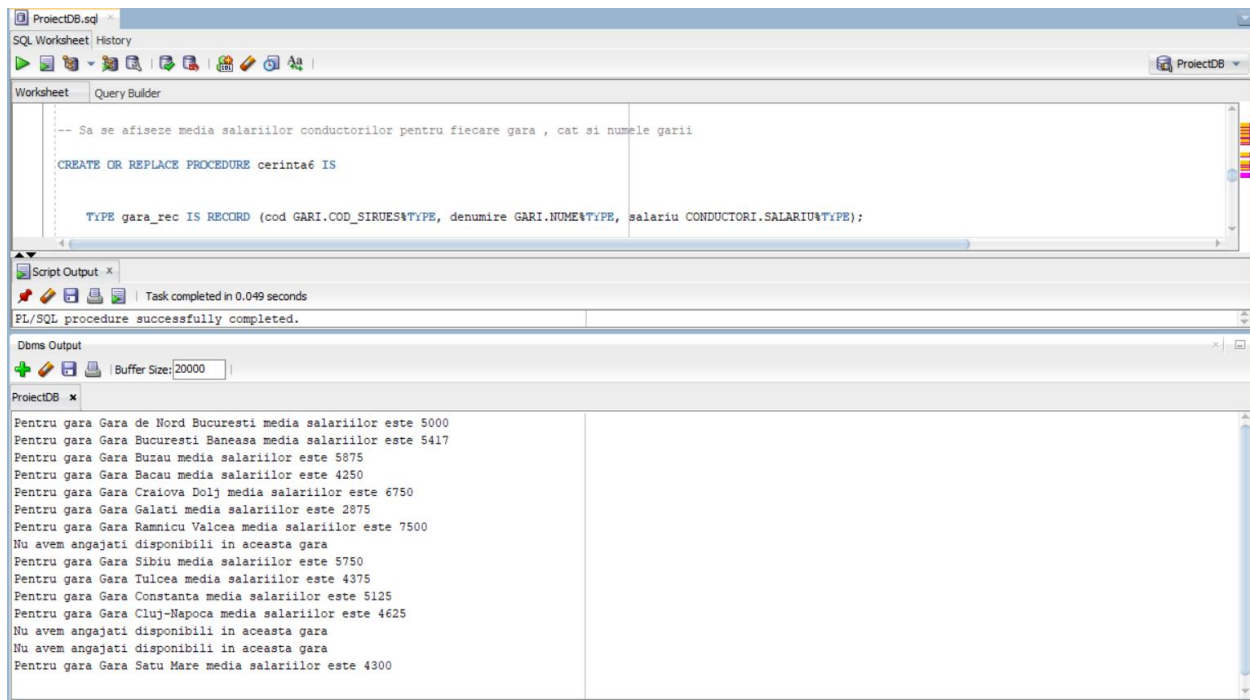 ProiectDB.sql
SQL Worksheet History
ProiectDB
Worksheet Query Builder
-- Sa se afiseze media salariilor conductorilor pentru fiecare gara , cat si numele garii
CREATE OR REPLACE PROCEDURE cerinta6 IS
TYPE gara_rec IS RECORD (cod GARI.COD_SIRUES%TYPE, denumire GARI.NUME%TYPE, salariu CONDUCTORI.SALARIU%TYPE);
Script Output
Task completed in 0.049 seconds
PL/SQL procedure successfully completed.
Dbms Output
Buffer Size: 20000
ProiectDB
Pentru gara Gara de Nord Bucuresti media salariilor este 5000
Pentru gara Gara Bucuresti Baneasa media salariilor este 5417
Pentru gara Gara Buzau media salariilor este 5875
Pentru gara Gara Bacau media salariilor este 4250
Pentru gara Gara Craiova Dolj media salariilor este 6750
Pentru gara Gara Galati media salariilor este 2875
Pentru gara Gara Ramnicu Valcea media salariilor este 7500
Nu avem angajati disponibili in aceasta gara
Pentru gara Gara Sibiu media salariilor este 5750
Pentru gara Gara Tulcea media salariilor este 4375
Pentru gara Gara Constanta media salariilor este 5125
Pentru gara Gara Cluj-Napoca media salariilor este 4625
Nu avem angajati disponibili in aceasta gara
Nu avem angajati disponibili in aceasta gara
Pentru gara Gara Satu Mare media salariilor este 4300